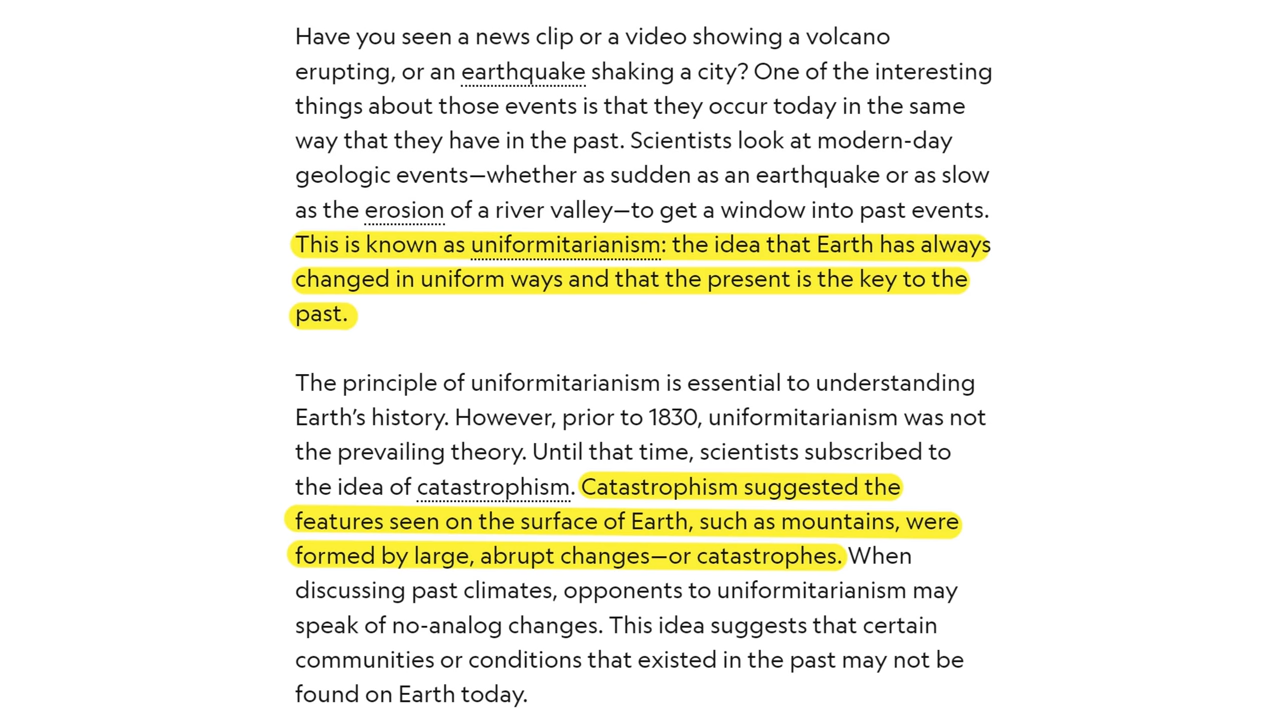 Have you seen a news clip or a video showing a volcano
erupting, or an earthquake shaking a city? One of the interesting
things about those events is that they occur today in the same
way that they have in the past. Scientists look at modern-day
geologic events—whether as sudden as an earthquake or as slow
as the erosion of a river valley—to get a window into past events.
This is known as uniformitarianism: the idea that Earth has always
changed in uniform ways and that the present is the key to the
past.
The principle of uniformitarianism is essential to understanding
Earth’s history. However, prior to 1830, uniformitarianism was not
the prevailing theory. Until that time, scientists subscribed to
the idea of catastrophism. Catastrophism suggested the
features seen on the surface of Earth, such as mountains, were
formed by large, abrupt changes—or catastrophes. When
discussing past climates, opponents to uniformitarianism may
speak of no-analog changes. This idea suggests that certain
communities or conditions that existed in the past may not be
found on Earth today.